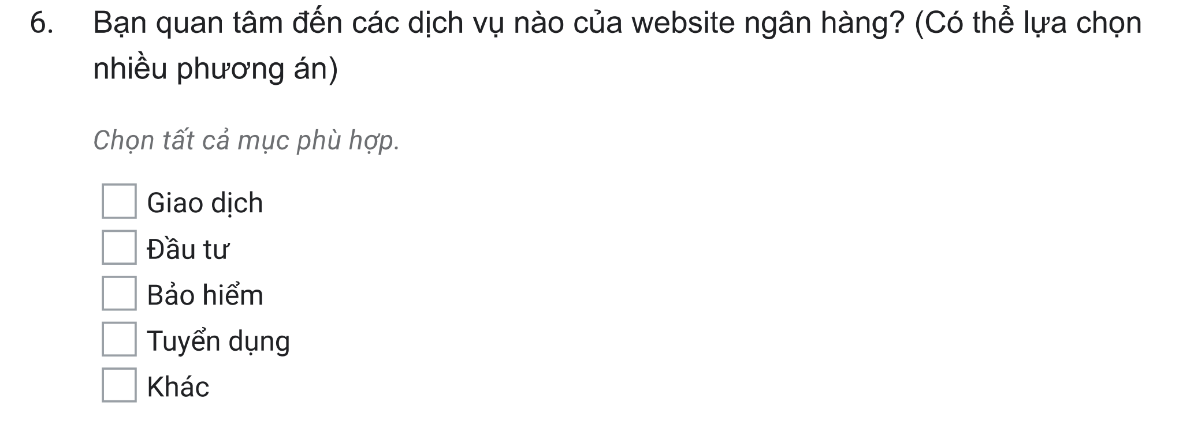 6. Bạn quan tâm đến các dịch vụ nào của website ngân hàng? (Có thể lựa chọn
nhiều phương án)
Chọn tất cả mục phù hợp.
Giao dịch
Đầu tư
Bảo hiểm
Tuyển dụng
Khác